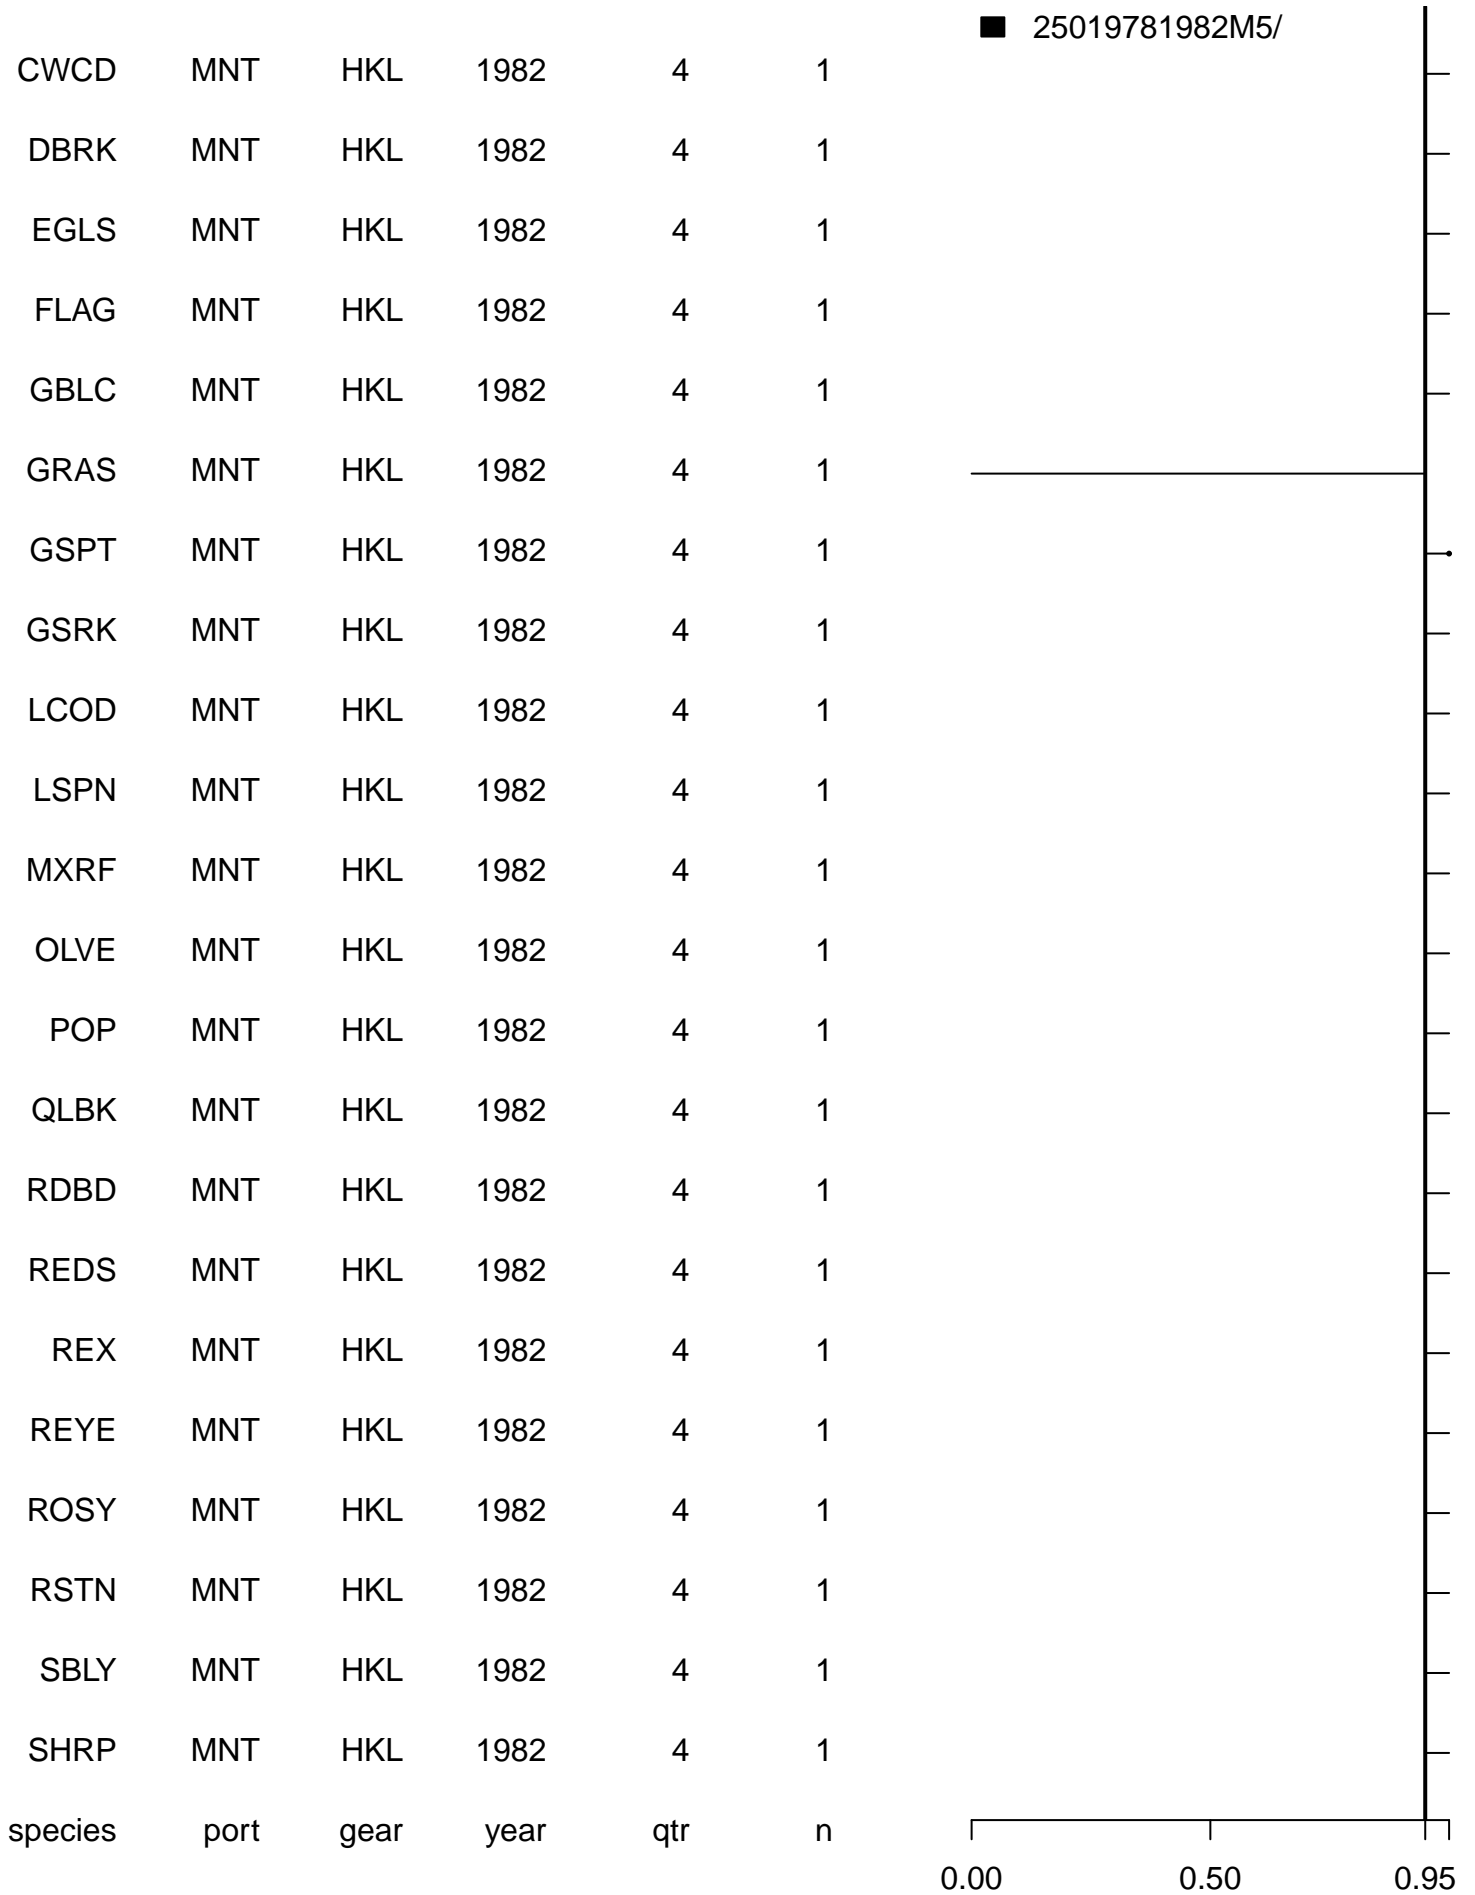 25019781982M5/
CWCD MNT HKL 1982 4 1
DBRK MNT HKL 1982 4 1
EGLS MNT HKL 1982 4 1
FLAG MNT HKL 1982 4 1
GBLC MNT HKL 1982 4 1
GRAS MNT HKL 1982 4 1
GSPT MNT HKL 1982 4 1
GSRK MNT HKL 1982 4 1
LCOD MNT HKL 1982 4 1
LSPN MNT HKL 1982 4 1
MXRF MNT HKL 1982 4 1
OLVE MNT HKL 1982 4 1
POP MNT HKL 1982 4 1
QLBK MNT HKL 1982 4 1
RDBD MNT HKL 1982 4 1
REDS MNT HKL 1982 4 1
REX MNT HKL 1982 4 1
REYE MNT HKL 1982 4 1
ROSY MNT HKL 1982 4 1
RSTN MNT HKL 1982 4 1
SBLY MNT HKL 1982 4 1
SHRP MNT HKL 1982 4 1
species port gear year qtr n
0.00 0.50 0.95